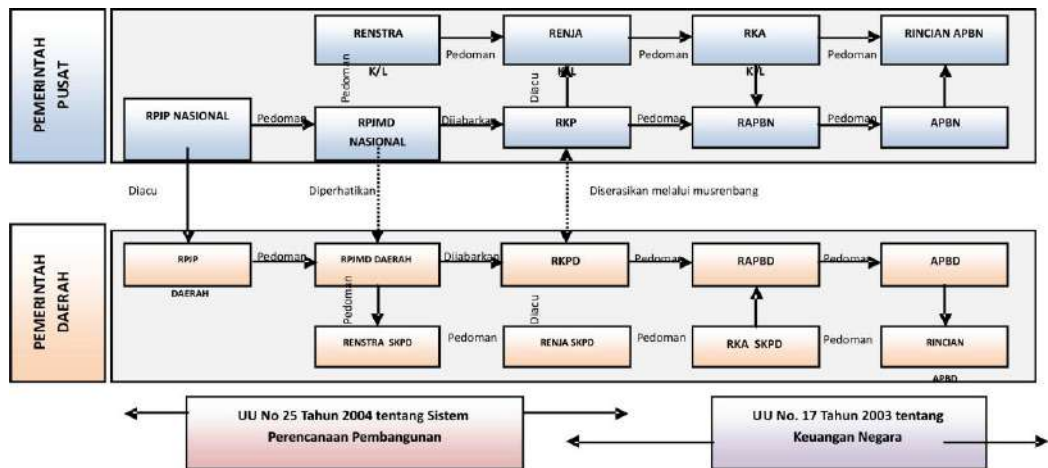 PEMERINTAH
PUSAT
RENSTRA
K/L
Pedoman
RENJA
K/L
Pedoman
RKA
K/L
Pedoman
RINCIAN APBN
Pedoman
Diacu
RPJP NASIONAL
Pedoman
RPJMD
NASIONAL
Dijabarkan
RKP
Pedoman
RAPBN
Pedoman
APBN
Diacu
Diperhatikan
Diserasikan melalui musrenbang
PEMERINTAH
DAERAH
RPJP
DAERAH
Pedoman
RPJMD DAERAH
Dijabarkan
RKPD
Pedoman
RAPBD
Pedoman
APBD
Pedoman
Diacu
RENSTRA SKPD
Pedoman
RENJA SKPD
Pedoman
RKA SKPD
Pedoman
RINCIAN
APBD
UU No 25 Tahun 2004 tentang Sistem
Perencanaan Pembangunan
UU No. 17 Tahun 2003 tentang
Keuangan Negara